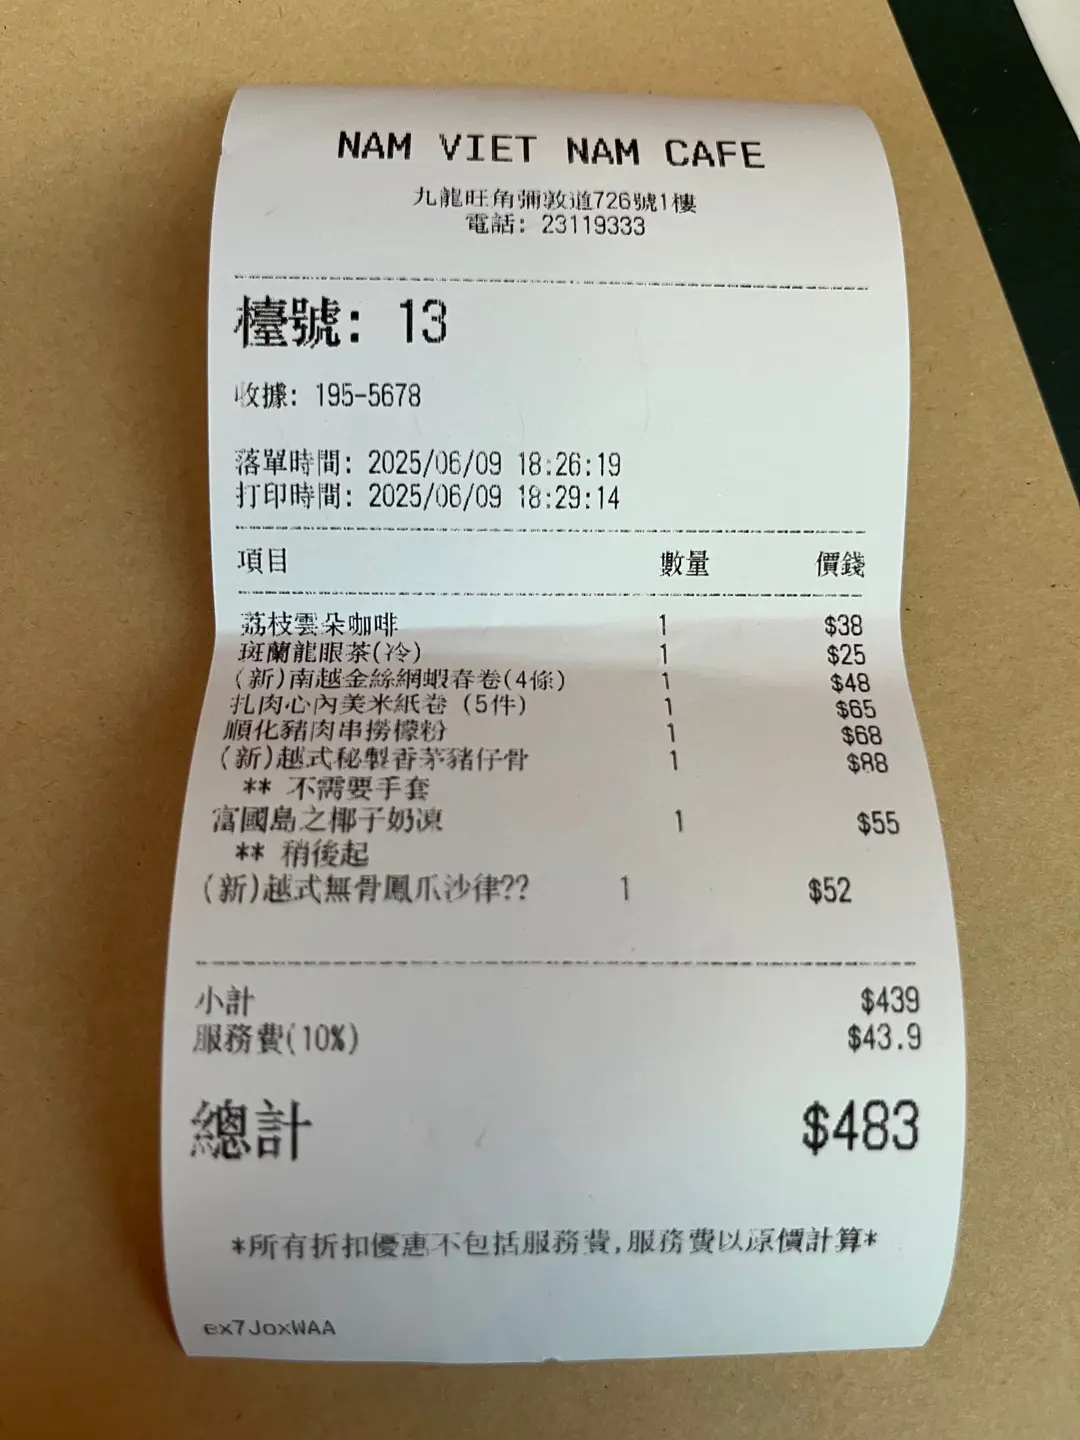 NAM VIET NAM CAFE
九龍旺角彌敦道726號1樓
電話: 23119333
檯號: 13
收據: 195-5678
落單時間: 2025/06/09 18:26:19
打印時間: 2025/06/09 18:29:14
項目 數量 價錢
荔枝雲朵咖啡 1 $38
斑蘭龍眼茶(冷) 1 $25
(新)南越金絲網蝦春卷(4條) 1 $48
扎肉心內美米紙卷 (5件) 1 $65
順化豬肉串撈檬粉 1 $68
(新)越式秘製香茅豬仔骨 1 $88
** 不需要手套
富國島之椰子奶凍 1 $55
** 稍後起
(新)越式無骨鳳爪沙律?? 1 $52
小計 $439
服務費(10%) $43.9
總計 $483
*所有折扣優惠不包括服務費,服務費以原價計算*
ex7JoxWAA